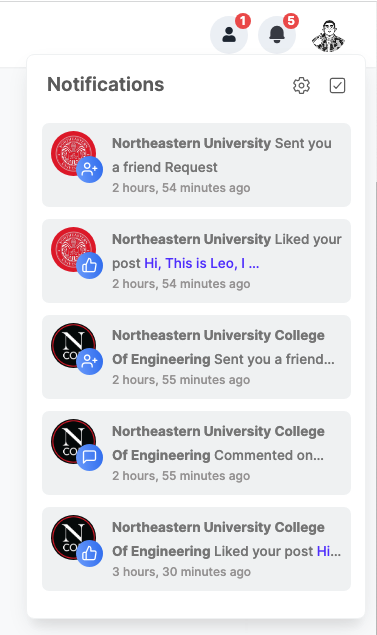 1
5
Notifications
Northeastern University Sent you
a friend Request
2 hours, 54 minutes ago
Northeastern University Liked your
post Hi, This is Leo, I ...
2 hours, 54 minutes ago
N
CO
Northeastern University College
Of Engineering Sent you a friend...
2 hours, 55 minutes ago
N
CO
Northeastern University College
Of Engineering Commented on...
2 hours, 55 minutes ago
N
CO
Northeastern University College
Of Engineering Liked your post Hi...
3 hours, 30 minutes ago